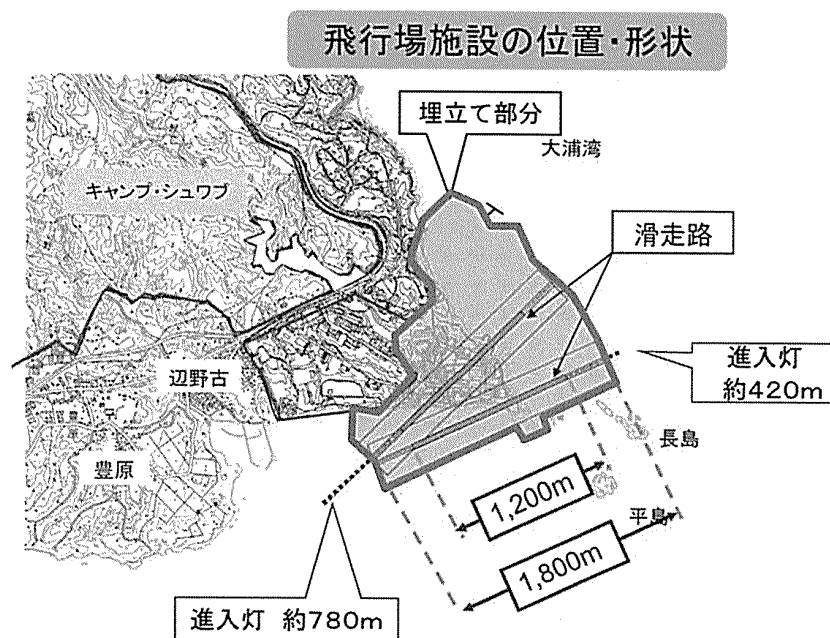 飛行場施設の位置・形状
埋立て部分
大浦湾
キャンプ・シュワブ
滑走路
進入灯
約420m
辺野古
長島
豊原
1,200m
平島
1,800m
進入灯 約780m